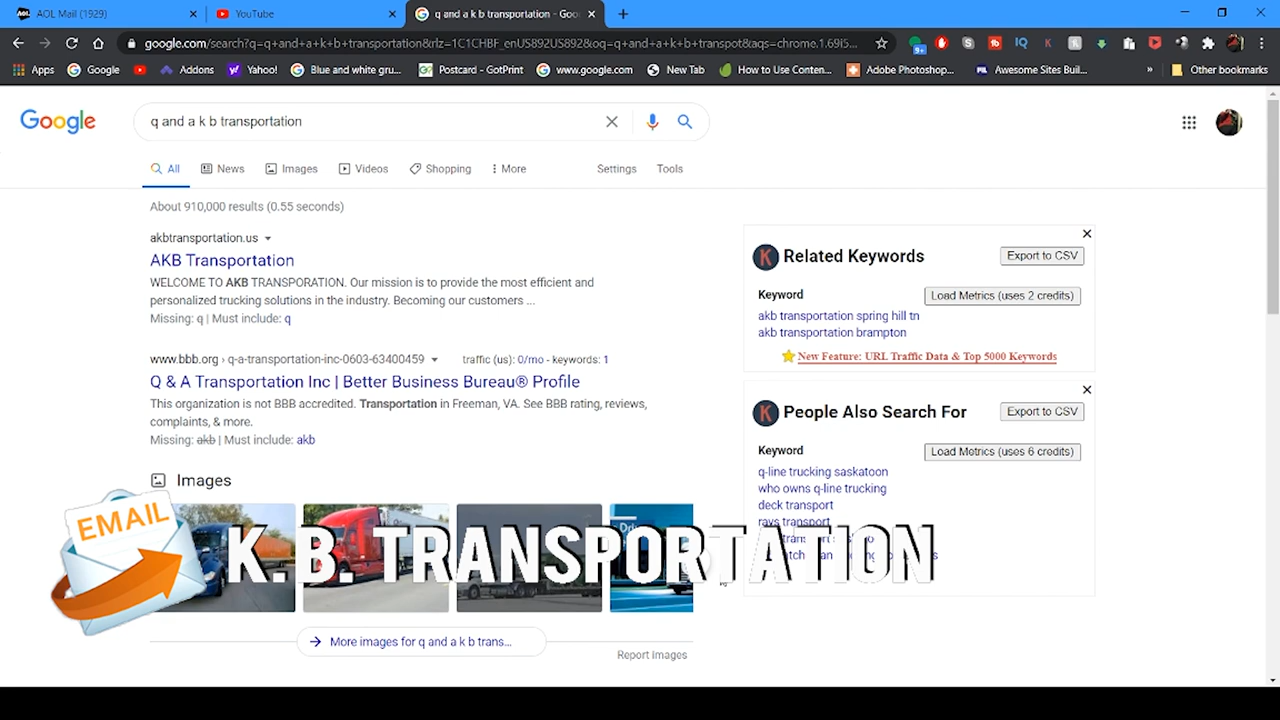 AOL Mail (1929)
YouTube
q and a k b transportation - Goo
google.com/search?q=q+and+a+k+b+transportation&rlz=1C1CHBF_enUS892US892&oq=q+and+a+k+b+transpot&aqs=chrome.1.69i5...
Apps
Google
Addons
Yahoo!
Blue and white gru...
Postcard - GotPrint
www.google.com
New Tab
How to Use Conten...
Adobe Photoshop...
Awesome Sites Buil...
»
Other bookmarks
Google
q and a k b transportation
All
News
Images
Videos
Shopping
More
Settings
Tools
About 910,000 results (0.55 seconds)
akbtransportation.us
AKB Transportation
WELCOME TO AKB TRANSPORATION. Our mission is to provide the most efficient and
personalized trucking solutions in the industry. Becoming our customers ...
Missing: q | Must include: q
www.bbb.org › q-a-transportation-inc-0603-63400459
traffic (us): 0/mo - keywords: 1
Q & A Transportation Inc | Better Business Bureau® Profile
This organization is not BBB accredited. Transportation in Freeman, VA. See BBB rating, reviews,
complaints, & more.
Missing: akb | Must include: akb
Images
More images for q and a k b trans...
Report images
Related Keywords
Export to CSV
Keyword
Load Metrics (uses 2 credits)
akb transportation spring hill tn
akb transportation brampton
New Feature: URL Traffic Data & Top 5000 Keywords
People Also Search For
Export to CSV
Keyword
Load Metrics (uses 6 credits)
q-line trucking saskatoon
who owns q-line trucking
deck transport
rays transport
EMAIL
K.B. TRANSPORTATION